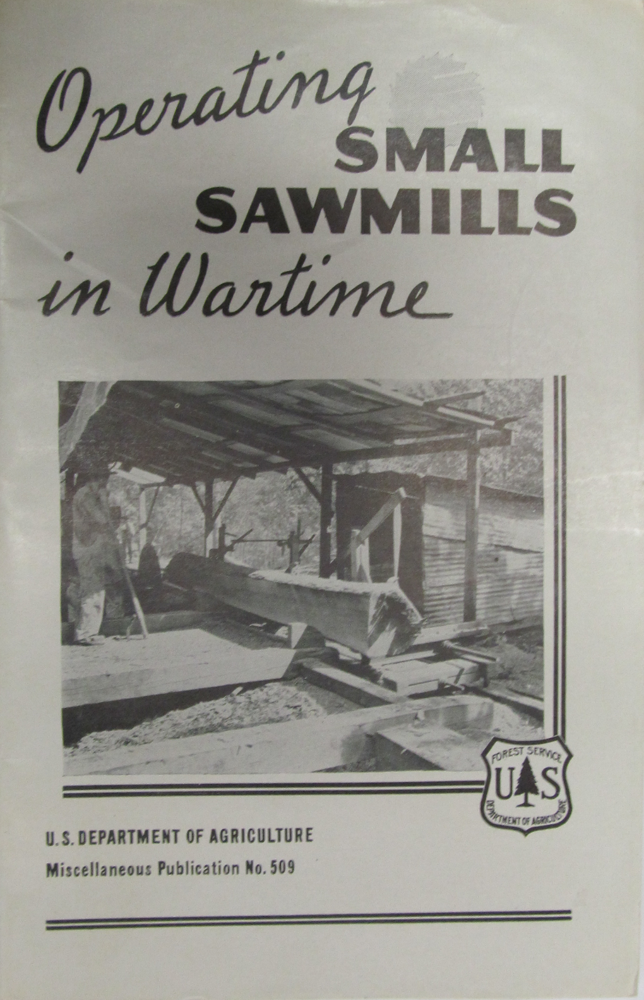 Operating
SMALL
SAWMILLS
in Wartime
FOREST SERVICE
U S
DEPARTMENT OF AGRICULTURE
U.S. DEPARTMENT OF AGRICULTURE
Miscellaneous Publication No. 509